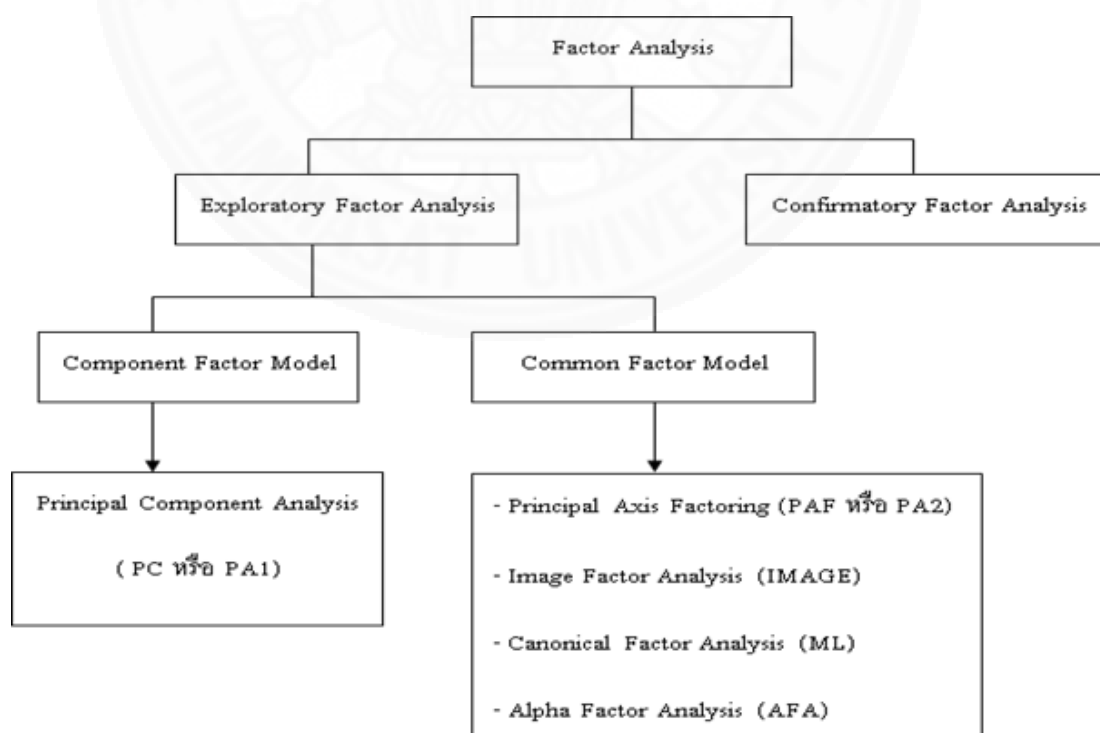 Factor Analysis
Exploratory Factor Analysis
Confirmatory Factor Analysis
Component Factor Model
Common Factor Model
Principal Component Analysis
( PC หรือ PA1)
- Principal Axis Factoring (PAF หรือ PA2)
- Image Factor Analysis (IMAGE)
- Canonical Factor Analysis (ML)
- Alpha Factor Analysis (AFA)
THAMMASAT UNIVERSITY